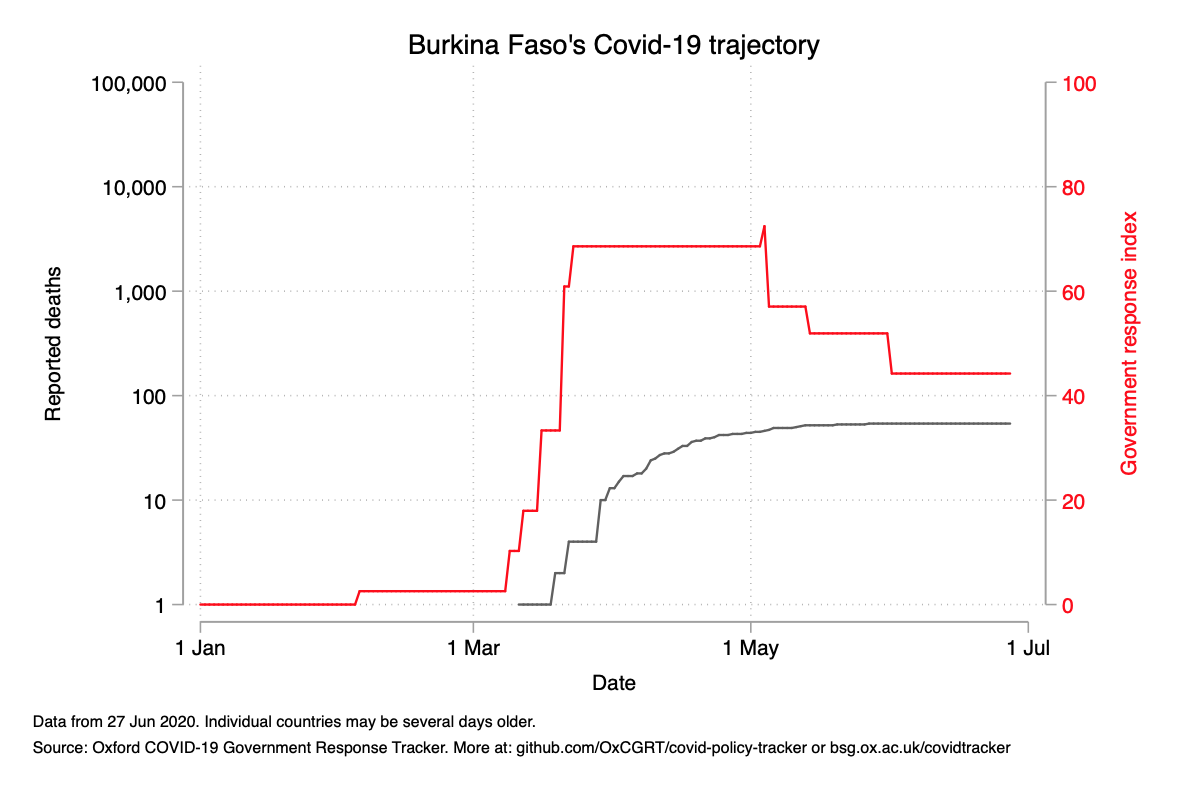 Burkina Faso's Covid-19 trajectory
100,000
10,000
1,000
100
10
1
Reported deaths
100
80
60
40
20
0
Government response index
1 Jan
1 Mar
1 May
1 Jul
Date
Data from 27 Jun 2020. Individual countries may be several days older.
Source: Oxford COVID-19 Government Response Tracker. More at: github.com/OxCGRT/covid-policy-tracker or bsg.ox.ac.uk/covidtracker